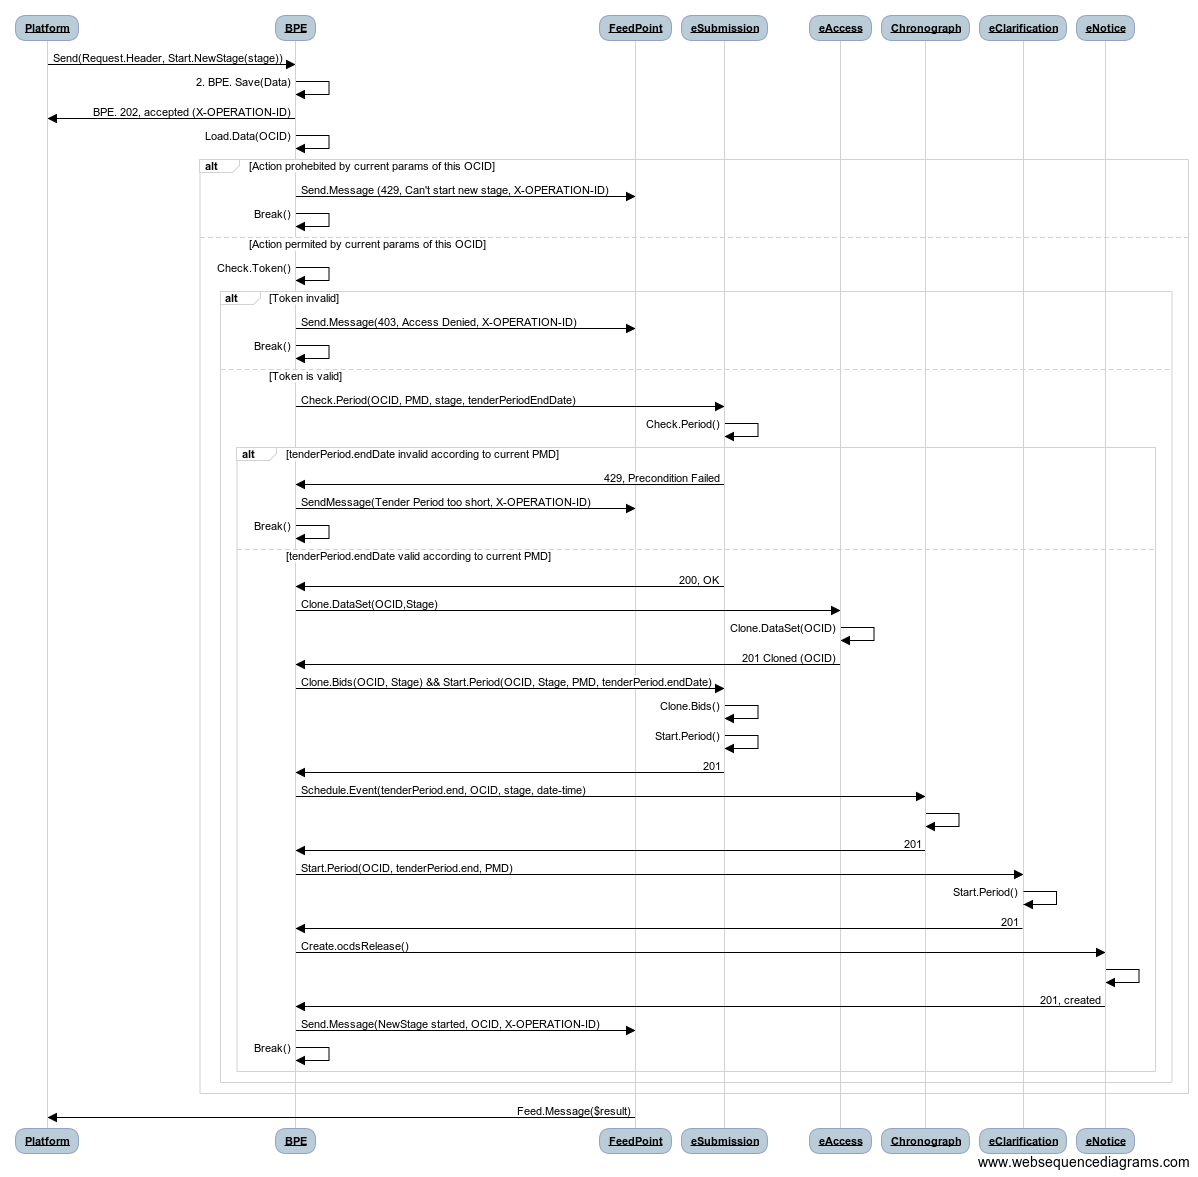 Platform BPE FeedPoint eSubmission eAccess Chronograph eClarification eNotice
Send(Request.Header, Start.NewStage(stage))
2. BPE. Save(Data)
BPE. 202, accepted (X-OPERATION-ID)
Load.Data(OCID)
alt [Action prohebited by current params of this OCID]
Send.Message (429, Can't start new stage, X-OPERATION-ID)
Break()
[Action permited by current params of this OCID]
Check.Token()
alt [Token invalid]
Send.Message(403, Access Denied, X-OPERATION-ID)
Break()
[Token is valid]
Check.Period(OCID, PMD, stage, tenderPeriodEndDate)
Check.Period()
alt [tenderPeriod.endDate invalid according to current PMD]
429, Precondition Failed
SendMessage(Tender Period too short, X-OPERATION-ID)
Break()
[tenderPeriod.endDate valid according to current PMD]
200, OK
Clone.DataSet(OCID,Stage)
Clone.DataSet(OCID)
201 Cloned (OCID)
Clone.Bids(OCID, Stage) && Start.Period(OCID, Stage, PMD, tenderPeriod.endDate)
Clone.Bids()
Start.Period()
201
Schedule.Event(tenderPeriod.end, OCID, stage, date-time)
201
Start.Period(OCID, tenderPeriod.end, PMD)
Start.Period()
201
Create.ocdsRelease()
201, created
Send.Message(NewStage started, OCID, X-OPERATION-ID)
Break()
Feed.Message($result)
Platform BPE FeedPoint eSubmission eAccess Chronograph eClarification eNotice
www.websequencediagrams.com